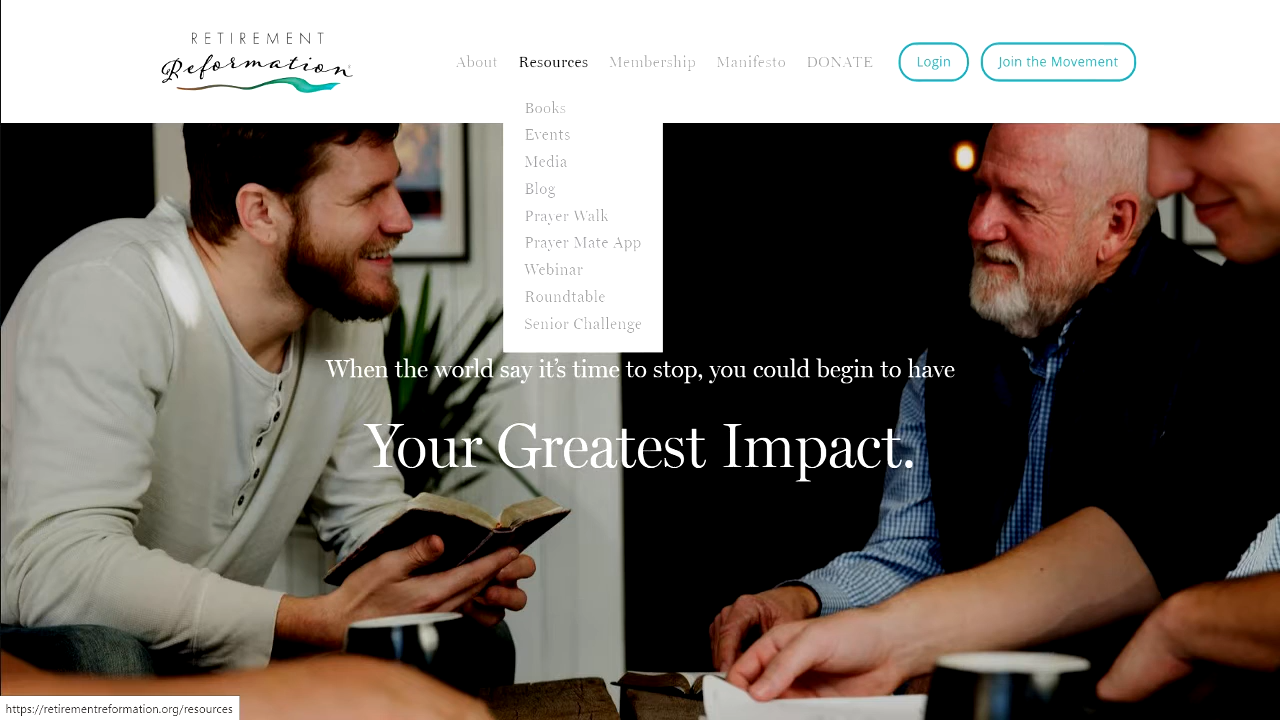 RETIREMENT
Reformation
About Resources Membership Manifesto DONATE Login Join the Movement
Books
Events
Media
Blog
Prayer Walk
Prayer Mate App
Webinar
Roundtable
Senior Challenge
When the world say it's time to stop, you could begin to have
Your Greatest Impact.
https://retirementreformation.org/resources